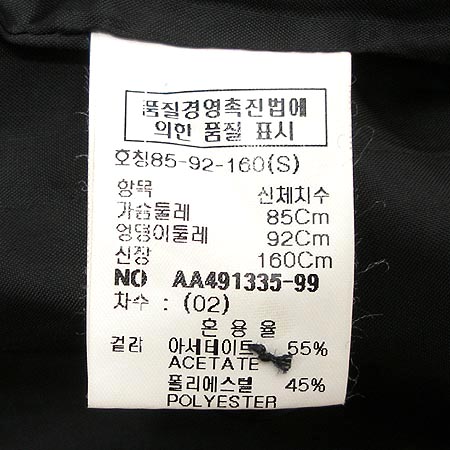 품질경영촉진법에
의한 품질 표시
호칭85-92-160(S)
항목 신체치수
가슴둘레 85Cm
엉덩이둘레 92Cm
신장 160Cm
NO AA491335-99
차수 : (02)
혼용율
겉감 아세테이트 55%
ACETATE
폴리에스텔 45%
POLYESTER